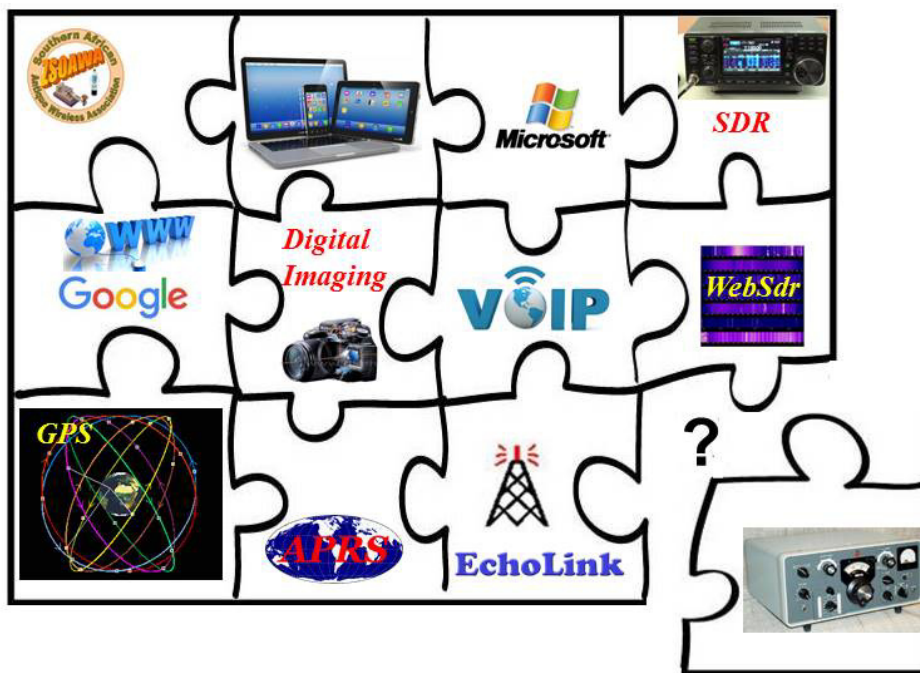 Southern African
ZS0AWA
Antique Wireless Association
Microsoft
SDR
WWW
Google
Digital
Imaging
VOIP
WebSdr
GPS
APRS
EchoLink
?